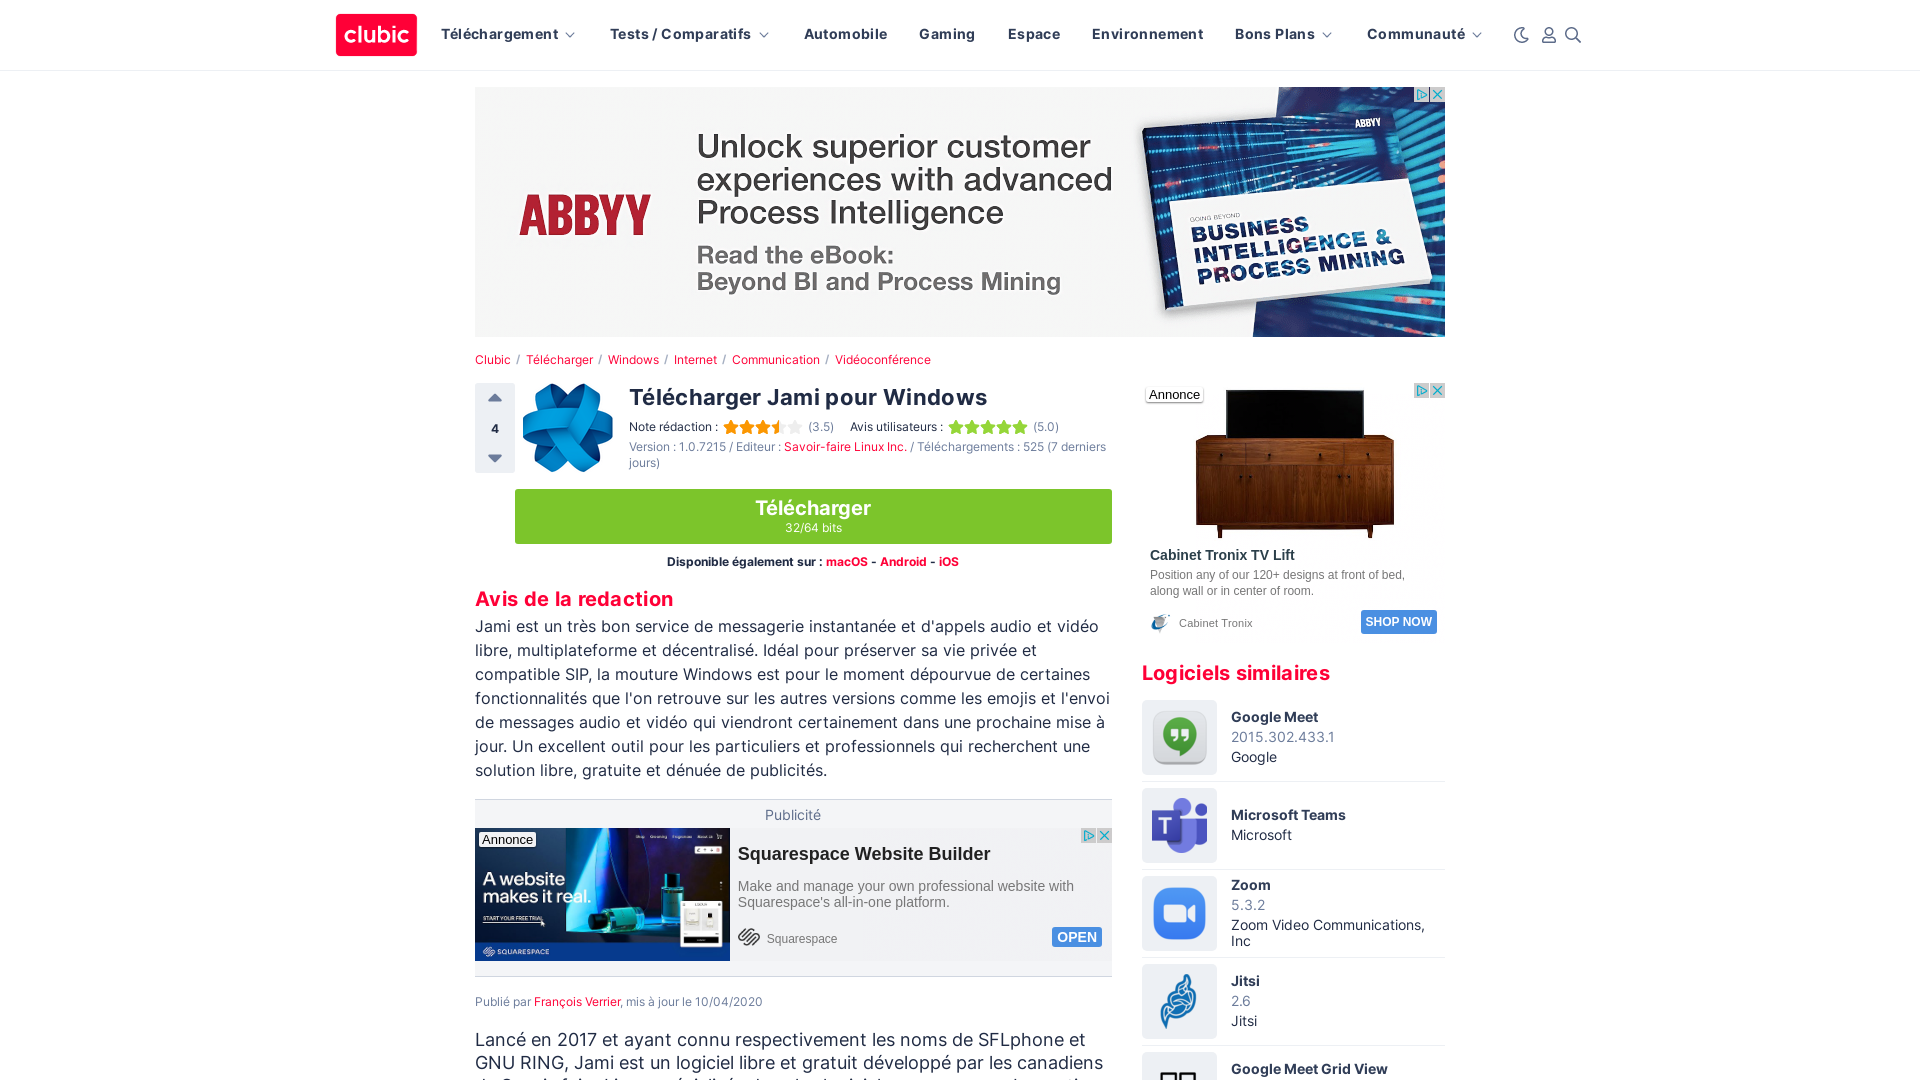 clubic
Téléchargement
Tests / Comparatifs
Automobile
Gaming
Espace
Environnement
Bons Plans
Communauté
ABBYY
Unlock superior customer
experiences with advanced
Process Intelligence
Read the eBook:
Beyond BI and Process Mining
ABBYY
GOING BEYOND
BUSINESS
INTELLIGENCE &
PROCESS MINING
Clubic / Télécharger / Windows / Internet / Communication / Vidéoconférence
4
Télécharger Jami pour Windows
Note rédaction : (3.5) Avis utilisateurs : (5.0)
Version : 1.0.7215 / Editeur : Savoir-faire Linux Inc. / Téléchargements : 525 (7 derniers
jours)
Télécharger
32/64 bits
Disponible également sur : macOS - Android - iOS
Avis de la redaction
Jami est un très bon service de messagerie instantanée et d'appels audio et vidéo
libre, multiplateforme et décentralisé. Idéal pour préserver sa vie privée et
compatible SIP, la mouture Windows est pour le moment dépourvue de certaines
fonctionnalités que l'on retrouve sur les autres versions comme les emojis et l'envoi
de messages audio et vidéo qui viendront certainement dans une prochaine mise à
jour. Un excellent outil pour les particuliers et professionnels qui recherchent une
solution libre, gratuite et dénuée de publicités.
Publicité
Annonce
A website
makes it real.
START YOUR FREE TRIAL
SQUARESPACE
Squarespace Website Builder
Make and manage your own professional website with
Squarespace's all-in-one platform.
Squarespace
OPEN
Publié par François Verrier, mis à jour le 10/04/2020
Lancé en 2017 et ayant connu respectivement les noms de SFLphone et
GNU RING, Jami est un logiciel libre et gratuit développé par les canadiens
Annonce
Cabinet Tronix TV Lift
Position any of our 120+ designs at front of bed,
along wall or in center of room.
Cabinet Tronix
SHOP NOW
Logiciels similaires
Google Meet
2015.302.433.1
Google
Microsoft Teams
Microsoft
Zoom
5.3.2
Zoom Video Communications,
Inc
Jitsi
2.6
Jitsi
Google Meet Grid View